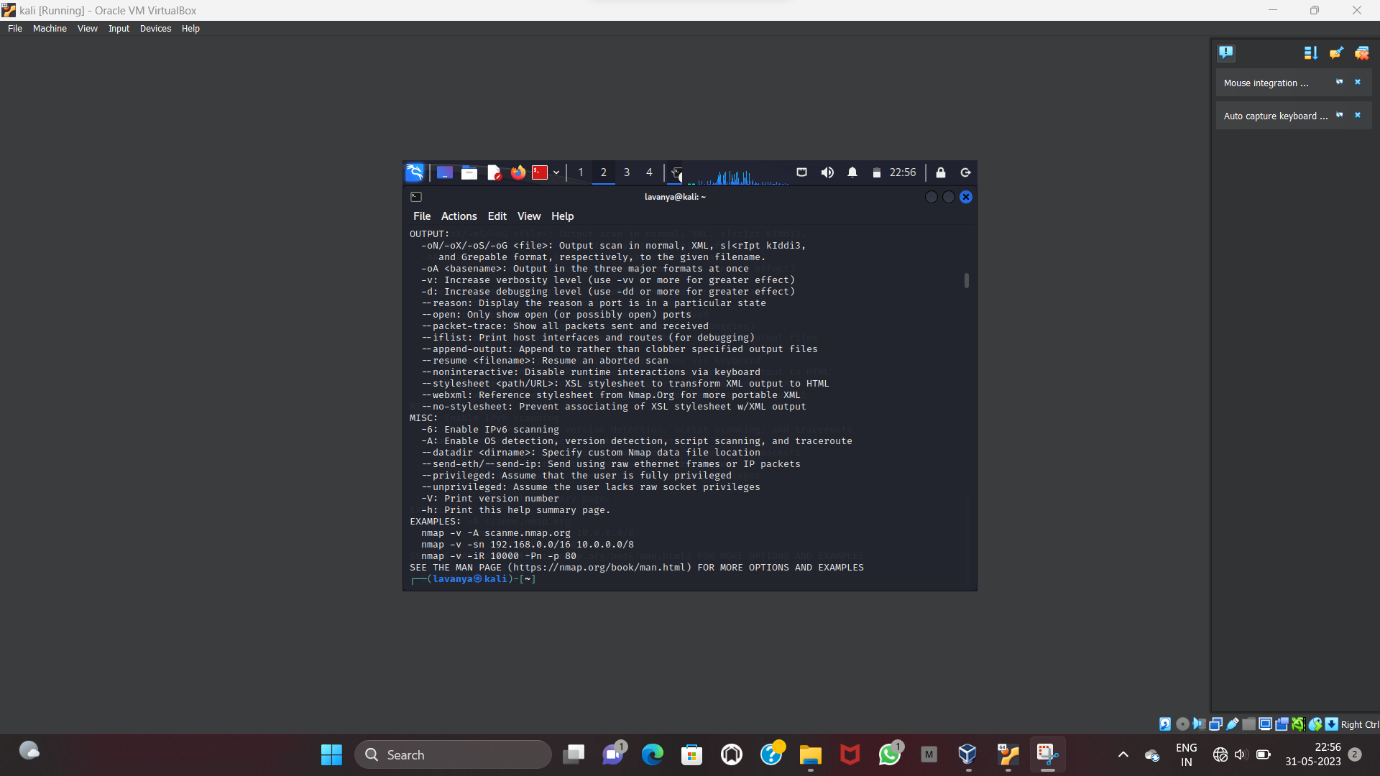 kali [Running] - Oracle VM VirtualBox
File Machine View Input Devices Help
Mouse integration ...
Auto capture keyboard ...
1 2 3 4 22:56
lavanya@kali: ~
File Actions Edit View Help
OUTPUT:
-oN/-oX/-oS/-oG <file>: Output scan in normal, XML, s|<rIpt kIddi3,
and Grepable format, respectively, to the given filename.
-oA <basename>: Output in the three major formats at once
-v: Increase verbosity level (use -vv or more for greater effect)
-d: Increase debugging level (use -dd or more for greater effect)
--reason: Display the reason a port is in a particular state
--open: Only show open (or possibly open) ports
--packet-trace: Show all packets sent and received
--iflist: Print host interfaces and routes (for debugging)
--append-output: Append to rather than clobber specified output files
--resume <filename>: Resume an aborted scan
--noninteractive: Disable runtime interactions via keyboard
--stylesheet <path/URL>: XSL stylesheet to transform XML output to HTML
--webxml: Reference stylesheet from Nmap.Org for more portable XML
--no-stylesheet: Prevent associating of XSL stylesheet w/XML output
MISC:
-6: Enable IPv6 scanning
-A: Enable OS detection, version detection, script scanning, and traceroute
--datadir <dirname>: Specify custom Nmap data file location
--send-eth/--send-ip: Send using raw ethernet frames or IP packets
--privileged: Assume that the user is fully privileged
--unprivileged: Assume the user lacks raw socket privileges
-V: Print version number
-h: Print this help summary page.
EXAMPLES:
nmap -v -A scanme.nmap.org
nmap -v -sn 192.168.0.0/16 10.0.0.0/8
nmap -v -iR 10000 -Pn -p 80
SEE THE MAN PAGE (https://nmap.org/book/man.html) FOR MORE OPTIONS AND EXAMPLES
┌──(lavanya㉿kali)-[~]
Right Ctrl
Search
1
1
M
ENG
IN
22:56
31-05-2023
2